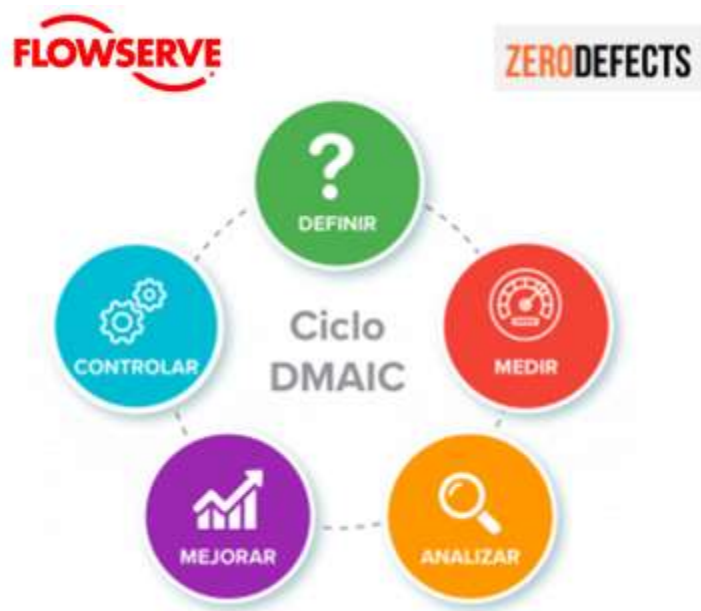 FLOWSERVE
ZERODEFECTS
DEFINIR
CONTROLAR
Ciclo
DMAIC
MEDIR
MEJORAR
ANALIZAR